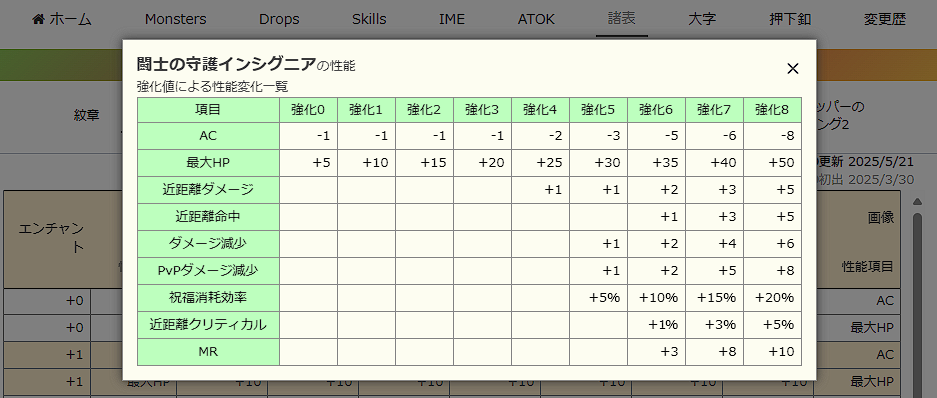 ホーム Monsters Drops Skills IME ATOK 諸表 大字 押下釦 変更歴
闘士の守護インシグニアの性能
×
強化値による性能変化一覧
項目 強化0 強化1 強化2 強化3 強化4 強化5 強化6 強化7 強化8
AC -1 -1 -1 -1 -2 -3 -5 -6 -8
最大HP +5 +10 +15 +20 +25 +30 +35 +40 +50
近距離ダメージ +1 +1 +2 +3 +5
近距離命中 +1 +3 +5
ダメージ減少 +1 +2 +4 +6
PvPダメージ減少 +1 +2 +5 +8
祝福消耗効率 +5% +10% +15% +20%
近距離クリティカル +1% +3% +5%
MR +3 +8 +10
紋章
ッパーの
ング2
更新 2025/5/21
初出 2025/3/30
エンチャン
ト
画像
性能項目
+0 AC
+0 最大HP
+1 AC
+1 最大HP +10 +10 +10 +10 +10 +10 +10 最大HP